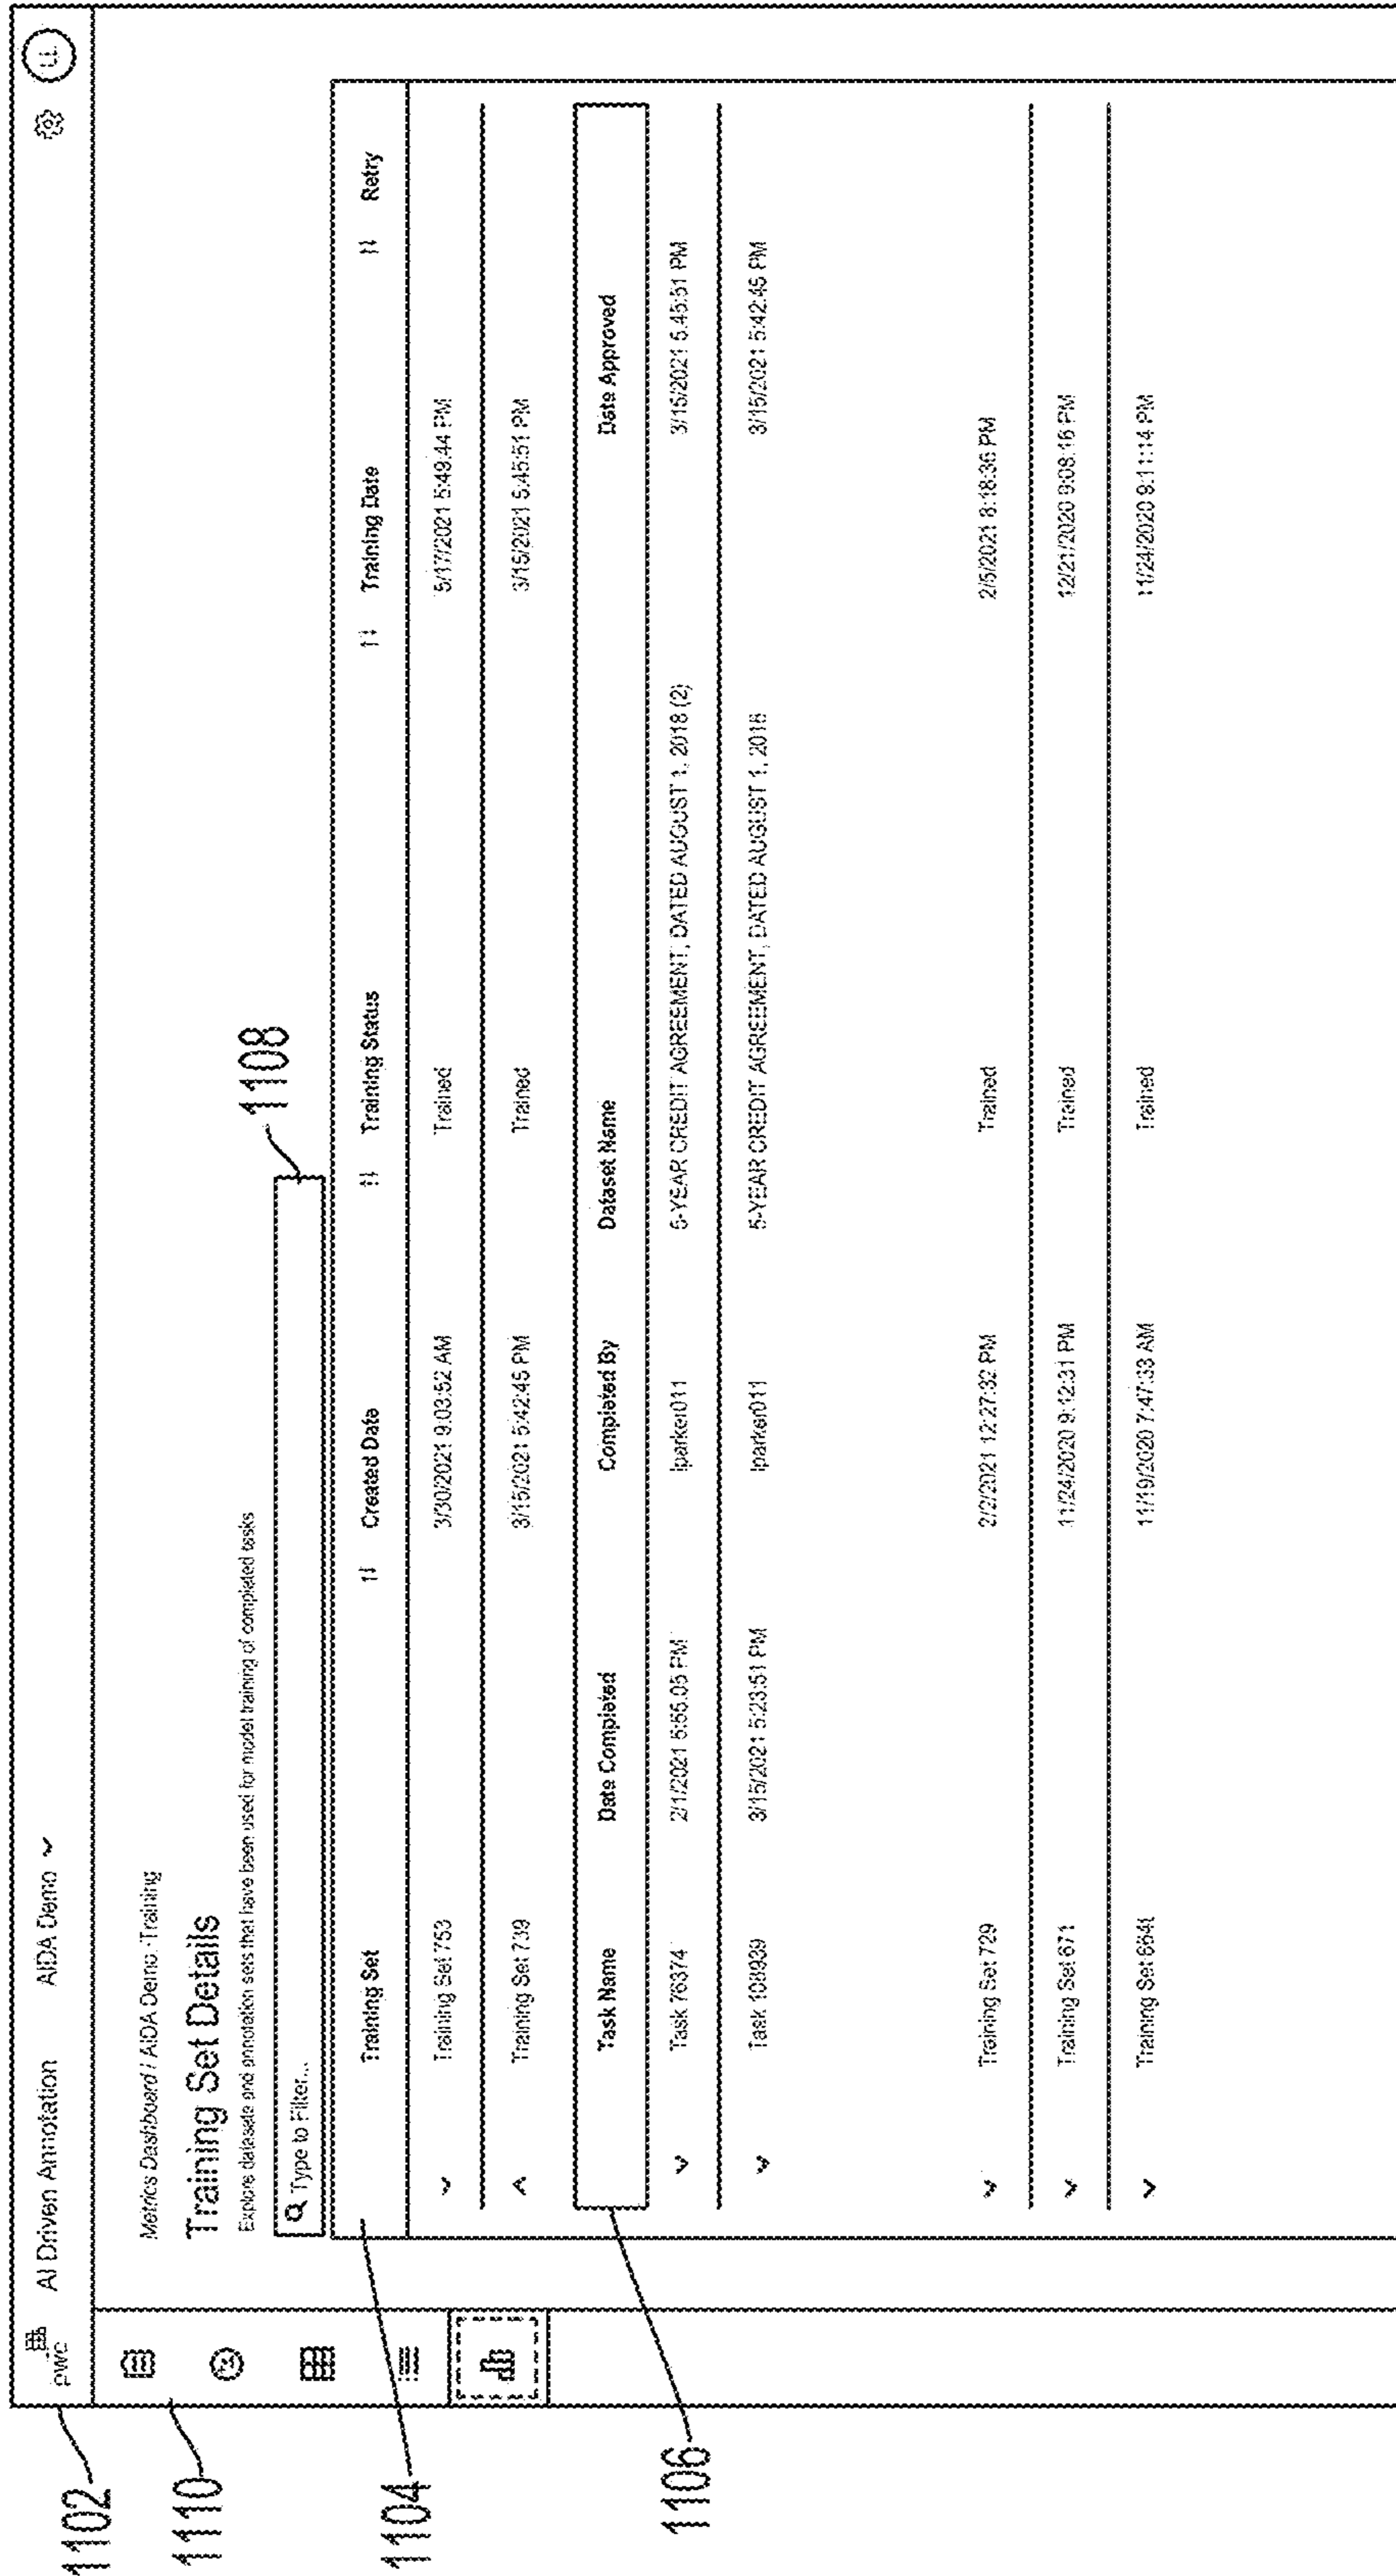 1102
pwc AI Driven Annotation AIDA Demo LL
1110
Metrics Dashboard / AIDA Demo: Training
Training Set Details
Explore datasets and annotation sets that have been used for model training of completed tasks
1108
Type to Filter...
1104
Training Set Created Date Training Status Training Date Retry
Training Set 753 3/30/2021 9:03:52 AM Trained 5/17/2021 5:49:44 PM
Training Set 739 3/15/2021 5:42:45 PM Trained 3/15/2021 5:45:51 PM
1106
Task Name Date Completed Completed By Dataset Name Date Approved
Task 76374 2/1/2021 5:55:05 PM lparker011 5-YEAR CREDIT AGREEMENT, DATED AUGUST 1, 2018 (2) 3/15/2021 5:45:51 PM
Task 108939 3/15/2021 5:23:51 PM lparker011 5-YEAR CREDIT AGREEMENT, DATED AUGUST 1, 2018 3/15/2021 5:42:45 PM
Training Set 729 2/2/2021 12:27:32 PM Trained 2/5/2021 8:18:36 PM
Training Set 671 11/24/2020 9:12:31 PM Trained 12/21/2020 9:08:16 PM
Training Set 11/19/2020 7:47:33 AM Trained 11/24/2020 9:11:14 PM